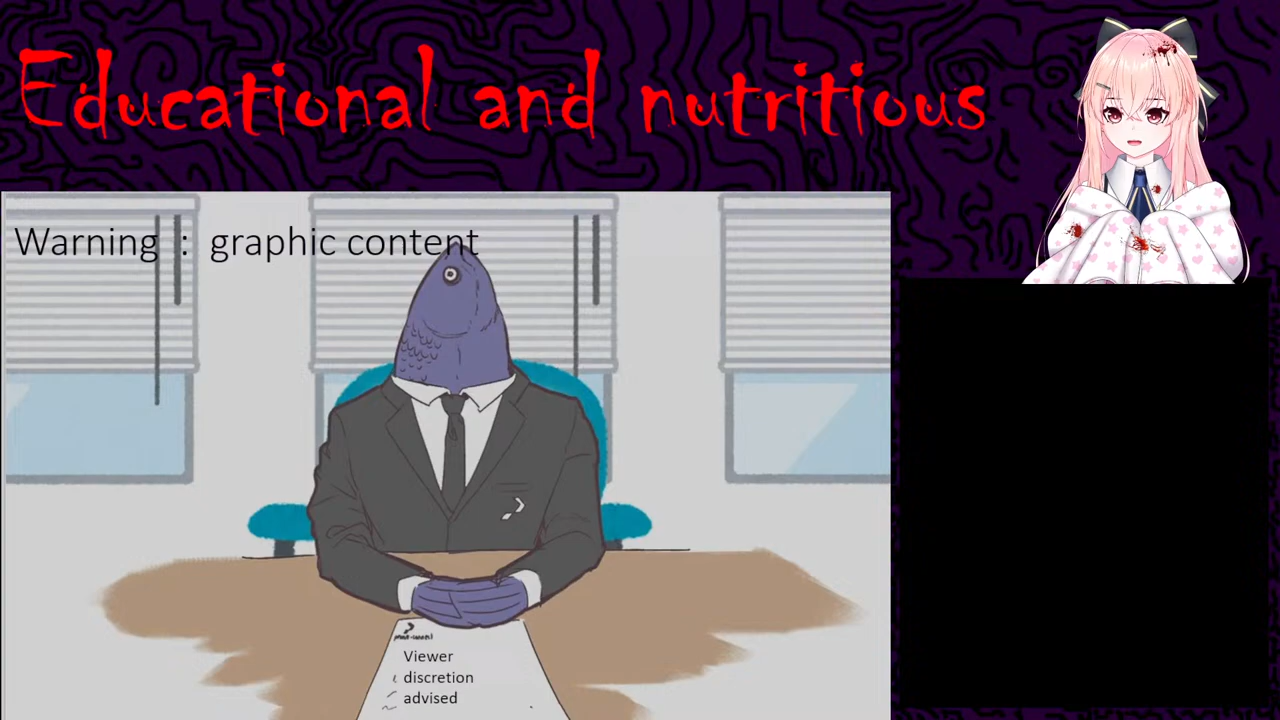 Educational and nutritious
Warning : graphic content
Viewer
discretion
advised